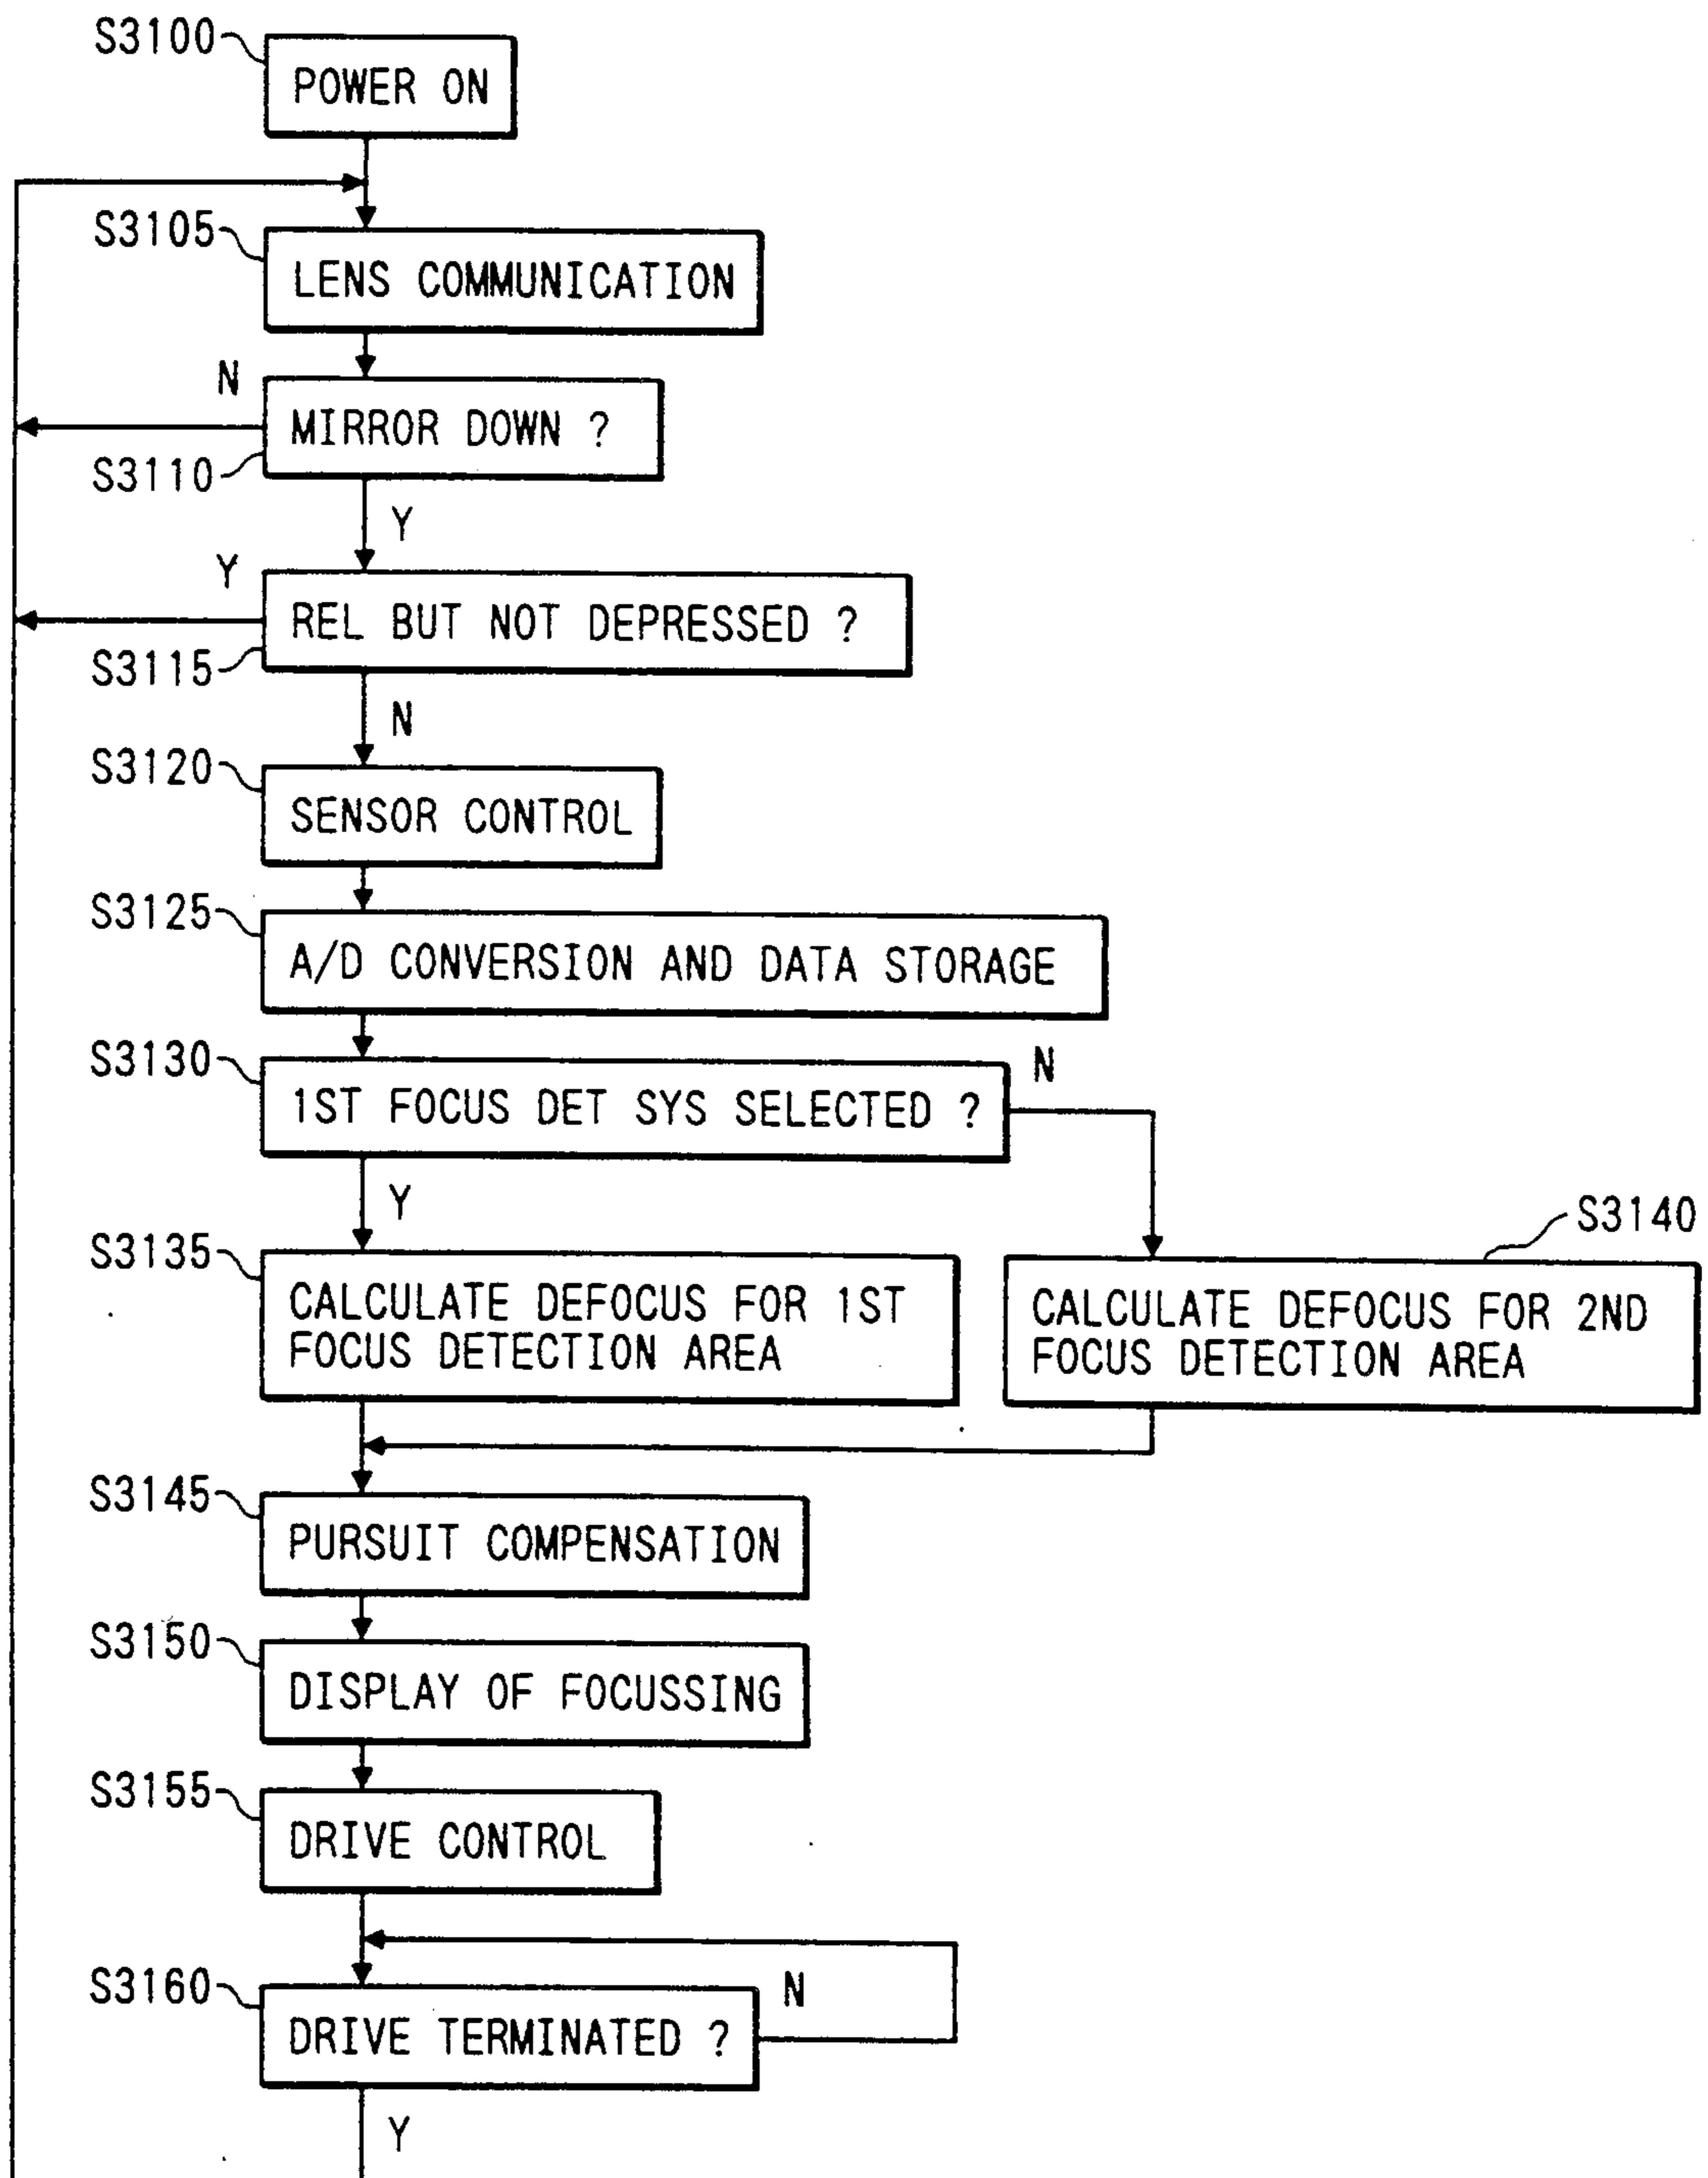 S3100
POWER ON
S3105
LENS COMMUNICATION
N
MIRROR DOWN ?
S3110
Y
Y
REL BUT NOT DEPRESSED ?
S3115
N
S3120
SENSOR CONTROL
S3125
A/D CONVERSION AND DATA STORAGE
S3130
N
1ST FOCUS DET SYS SELECTED ?
Y
S3140
S3135
CALCULATE DEFOCUS FOR 1ST
FOCUS DETECTION AREA
CALCULATE DEFOCUS FOR 2ND
FOCUS DETECTION AREA
S3145
PURSUIT COMPENSATION
S3150
DISPLAY OF FOCUSSING
S3155
DRIVE CONTROL
S3160
N
DRIVE TERMINATED ?
Y